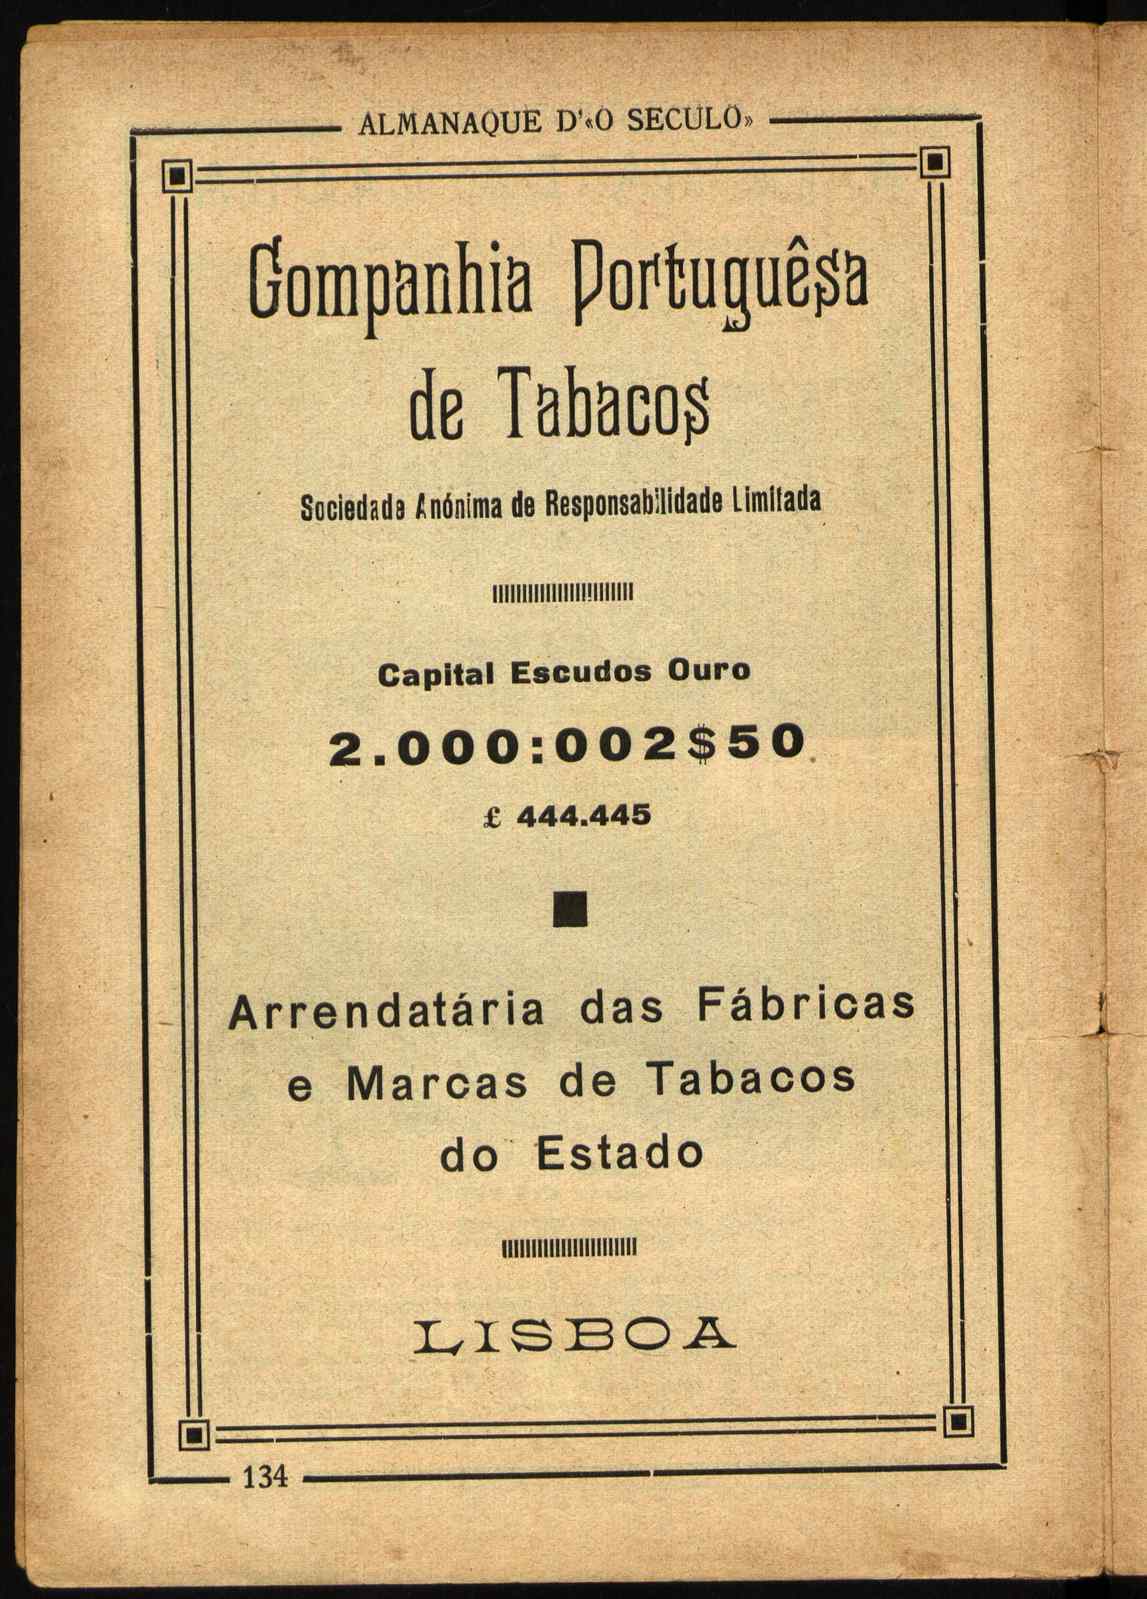 ALMANAQUE D'«O SECULO»
Companhia Portuguêsa
de Tabacos
Sociedade Anónima de Responsabilidade Limitada
Capital Escudos Ouro
2.000:002$50
£ 444.445
Arrendatária das Fábricas
e Marcas de Tabacos
do Estado
LISBOA
134